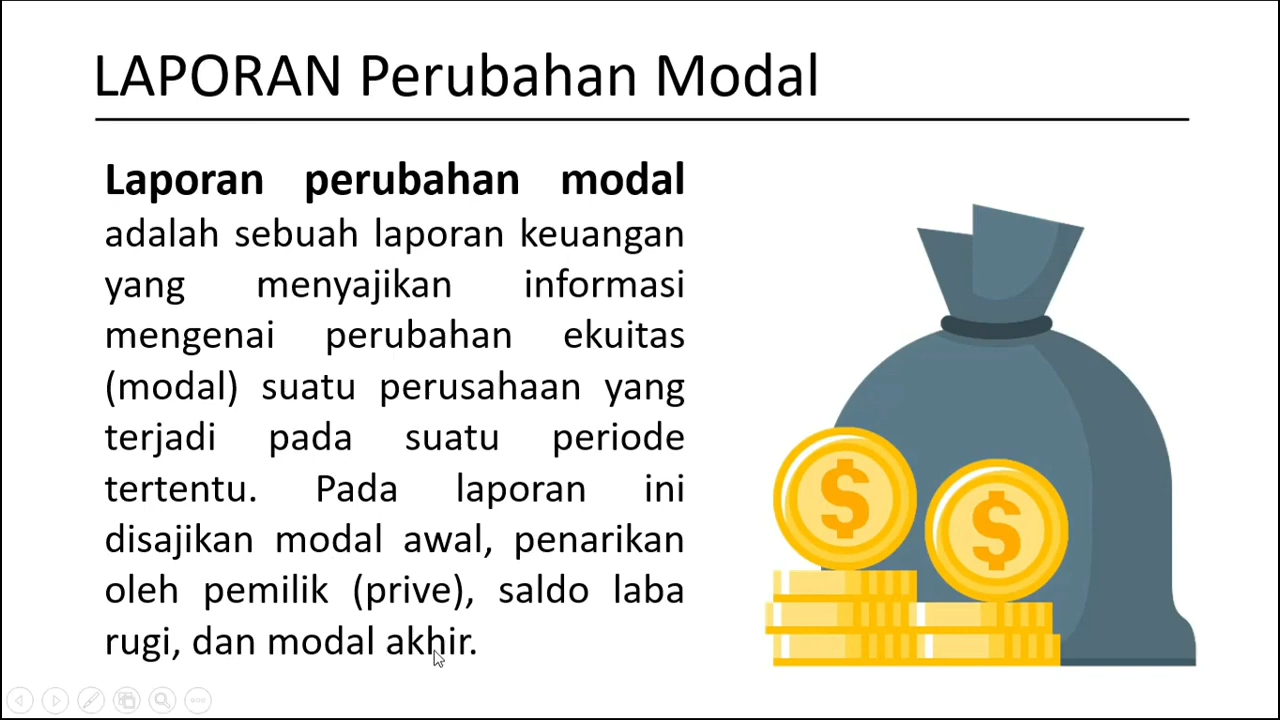 LAPORAN Perubahan Modal
Laporan perubahan modal
adalah sebuah laporan keuangan
yang menyajikan informasi
mengenai perubahan ekuitas
(modal) suatu perusahaan yang
terjadi pada suatu periode
tertentu. Pada laporan ini
disajikan modal awal, penarikan
oleh pemilik (prive), saldo laba
rugi, dan modal akhir.
$
$